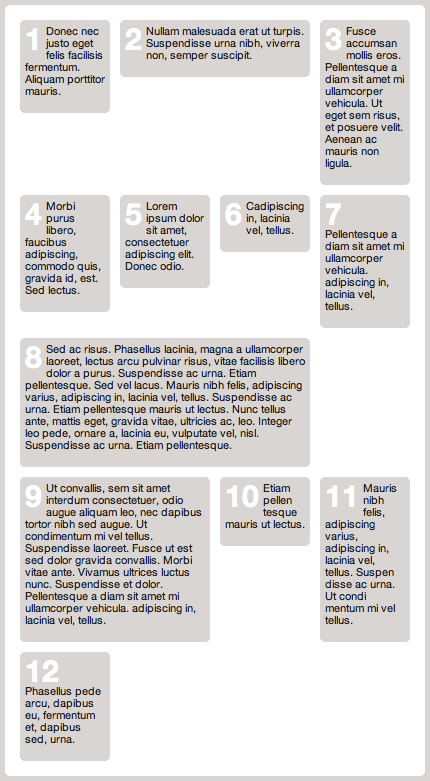 1 Donec nec
justo eget
felis facilisis
fermentum.
Aliquam porttitor
mauris.
2 Nullam malesuada erat ut turpis.
Suspendisse urna nibh, viverra
non, semper suscipit.
3 Fusce
accumsan
mollis eros.
Pellentesque a
diam sit amet mi
ullamcorper
vehicula. Ut
eget sem risus,
et posuere velit.
Aenean ac
mauris non
ligula.
4 Morbi
purus
libero,
faucibus
adipiscing,
commodo quis,
gravida id, est.
Sed lectus.
5 Lorem
ipsum dolor
sit amet,
consectetuer
adipiscing elit.
Donec odio.
6 Cadipiscing
in, lacinia
vel, tellus.
7
Pellentesque a
diam sit amet mi
ullamcorper
vehicula.
adipiscing in,
lacinia vel,
tellus.
8 Sed ac risus. Phasellus lacinia, magna a ullamcorper
laoreet, lectus arcu pulvinar risus, vitae facilisis libero
dolor a purus. Suspendisse ac urna. Etiam
pellentesque. Sed vel lacus. Mauris nibh felis, adipiscing
varius, adipiscing in, lacinia vel, tellus. Suspendisse ac
urna. Etiam pellentesque mauris ut lectus. Nunc tellus
ante, mattis eget, gravida vitae, ultricies ac, leo. Integer
leo pede, ornare a, lacinia eu, vulputate vel, nisl.
Suspendisse ac urna. Etiam pellentesque.
9 Ut convallis, sem sit amet
interdum consectetuer, odio
augue aliquam leo, nec dapibus
tortor nibh sed augue. Ut
condimentum mi vel tellus.
Suspendisse laoreet. Fusce ut est
sed dolor gravida convallis. Morbi
vitae ante. Vivamus ultrices luctus
nunc. Suspendisse et dolor.
Pellentesque a diam sit amet mi
ullamcorper vehicula. adipiscing in,
lacinia vel, tellus.
10 Etiam
pellen
tesque
mauris ut lectus.
11 Mauris
nibh
felis,
adipiscing
varius,
adipiscing in,
lacinia vel,
tellus. Suspen
disse ac urna.
Ut condi
mentum mi vel
tellus.
12
Phasellus pede
arcu, dapibus
eu, fermentum
et, dapibus
sed, urna.